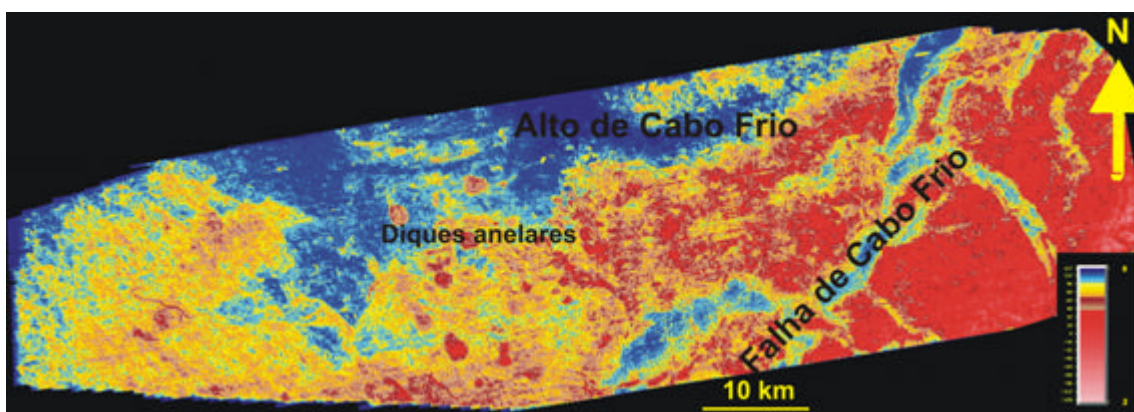 N
Alto de Cabo Frio
Diques anelares
Falha de Cabo Frio
10 km